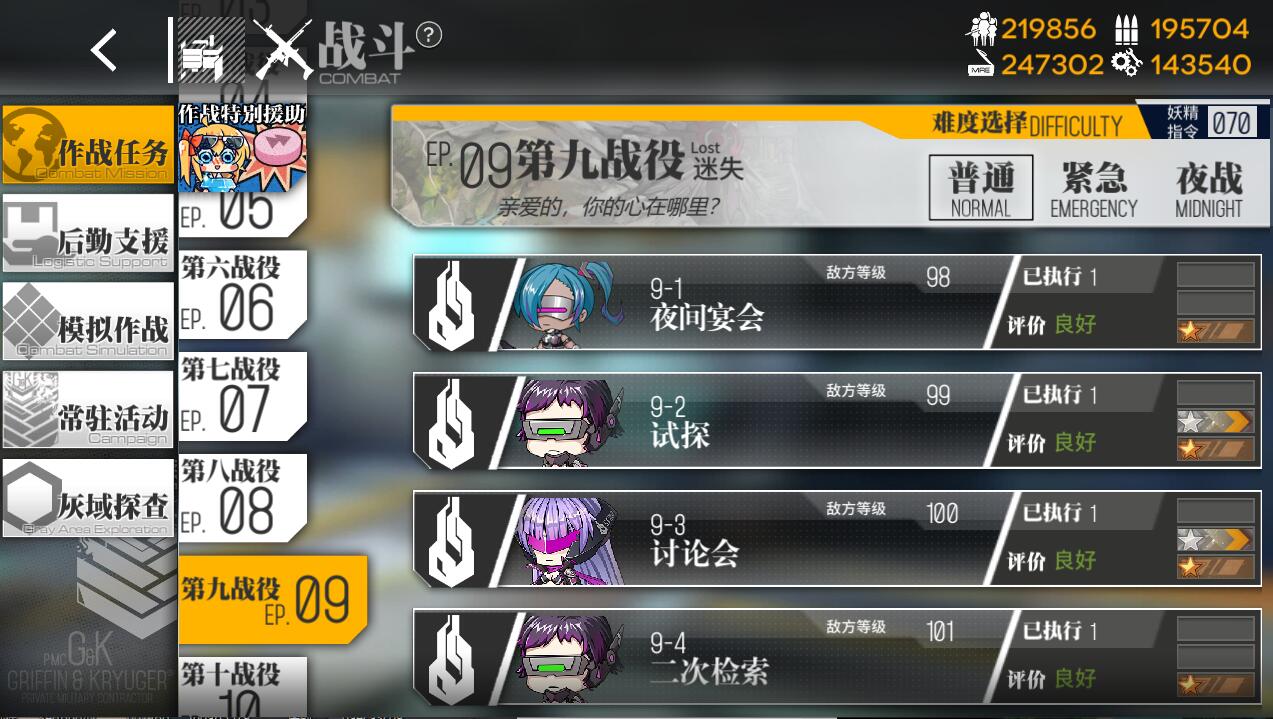 战斗
COMBAT
?
219856
195704
247302
143540
MRE
作战任务
Combat Mission
后勤支援
Logistic Support
模拟作战
Combat Simulation
常驻活动
Campaign
灰域探查
Gray Area Exploration
PMC G&K
GRIFFIN & KRYUGER
PRIVATE MILITARY CONTRACTOR
作战特别援助
EP. 05
第六战役
EP. 06
第七战役
EP. 07
第八战役
EP. 08
第九战役
EP. 09
第十战役
10
EP. 09 第九战役 Lost 迷失
亲爱的，你的心在哪里？
难度选择 DIFFICULTY
妖精指令 070
普通
NORMAL
紧急
EMERGENCY
夜战
MIDNIGHT
9-1
夜间宴会
敌方等级 98
已执行 1
评价 良好
9-2
试探
敌方等级 99
已执行 1
评价 良好
9-3
讨论会
敌方等级 100
已执行 1
评价 良好
9-4
二次检索
敌方等级 101
已执行 1
评价 良好